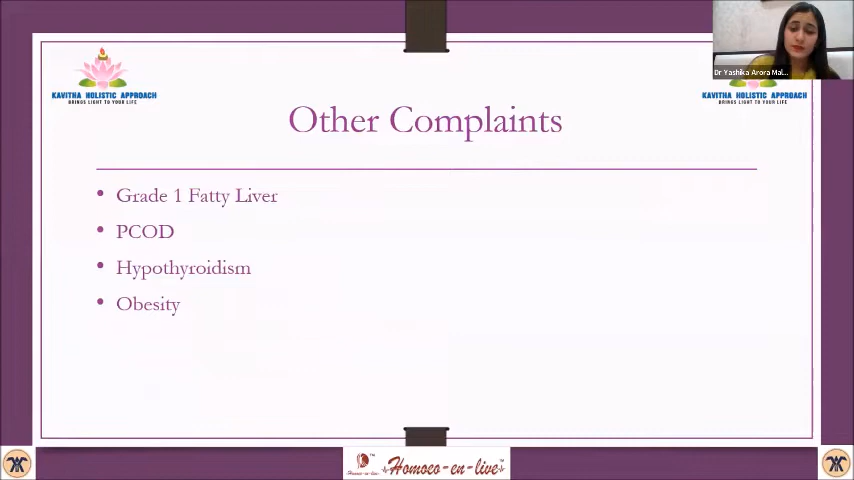 Dr Yashika Arora Mal...
KAVITHA HOLISTIC APPROACH
BRINGS LIGHT TO YOUR LIFE
KAVITHA HOLISTIC APPROACH
BRINGS LIGHT TO YOUR LIFE
Other Complaints
• Grade 1 Fatty Liver
• PCOD
• Hypothyroidism
• Obesity
Homoeo-en-live™